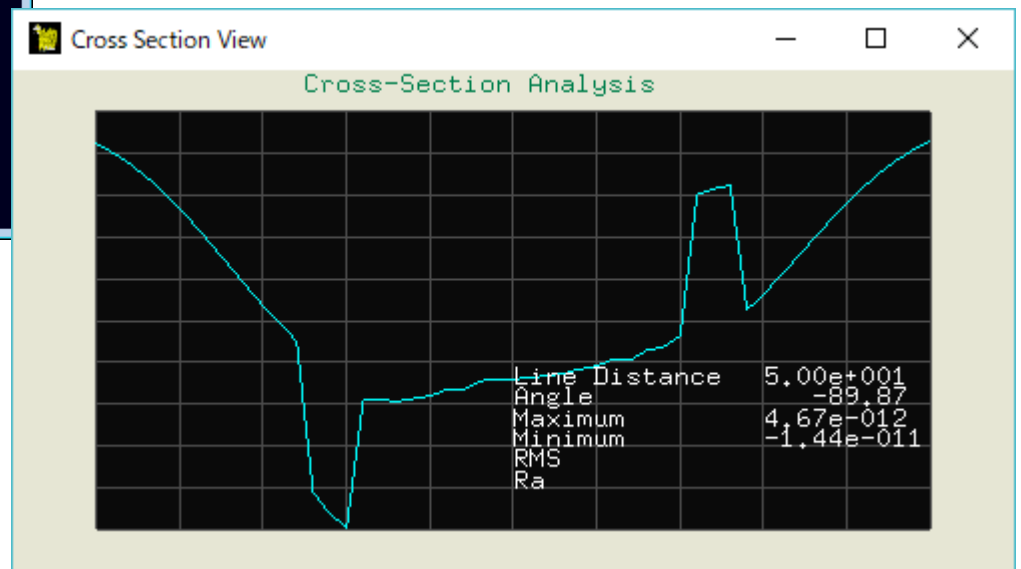 Cross Section View
Cross-Section Analysis
Line Distance 5.00e+001
Angle -89.87
Maximum 4.67e-012
Minimum -1.44e-011
RMS
Ra